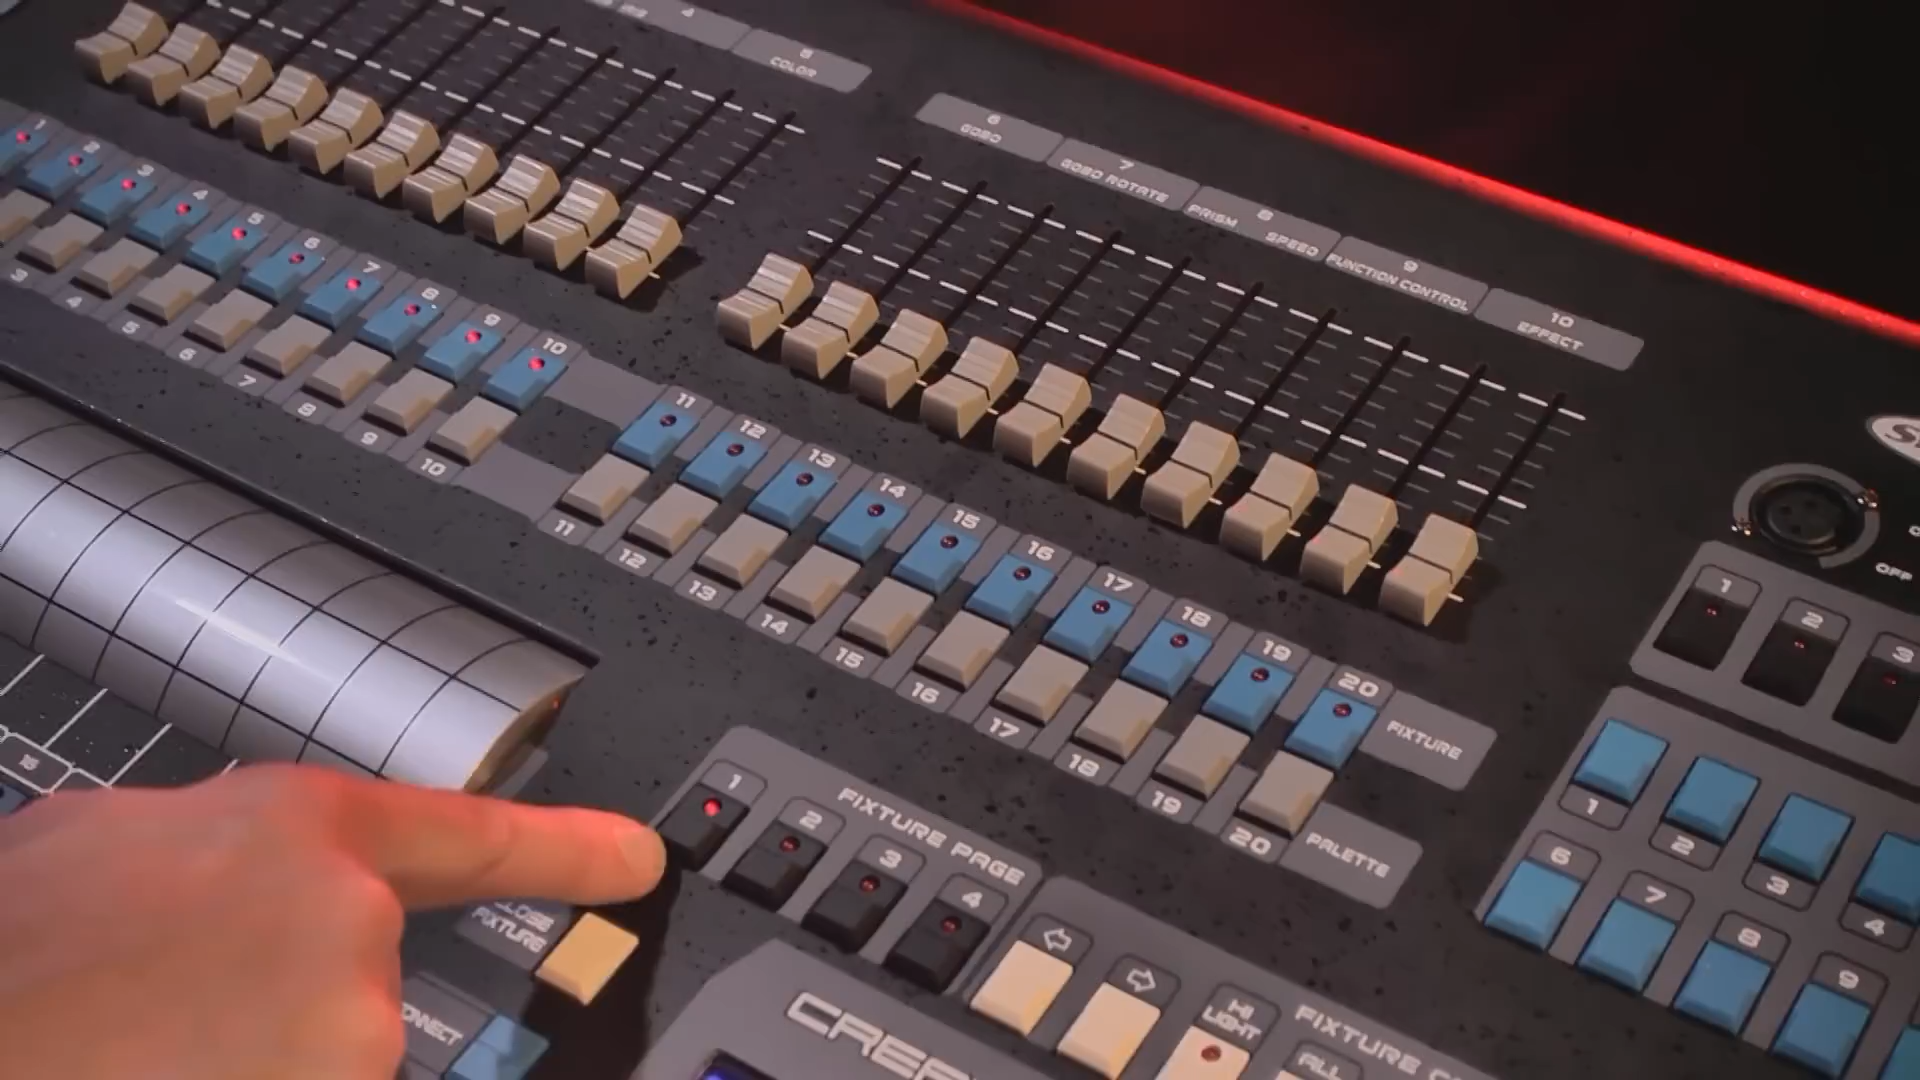 4
5
COLOR
6
GOBO
7
GOBO ROTATE
8
PRISM SPEED
9
FUNCTION CONTROL
10
EFFECT
1 2 3 4 5 6 7 8 9 10
3 4 5 6 7 8 9 10
11 12 13 14 15 16 17 18 19 20
FIXTURE
11 12 13 14 15 16 17 18 19 20
PALETTE
OFF
1 2 3
1 2 3 4
6 7 8 9
1 2 3 4
FIXTURE PAGE
CLOSE
FIXTURE
HI
LIGHT
ALL
FIXTURE